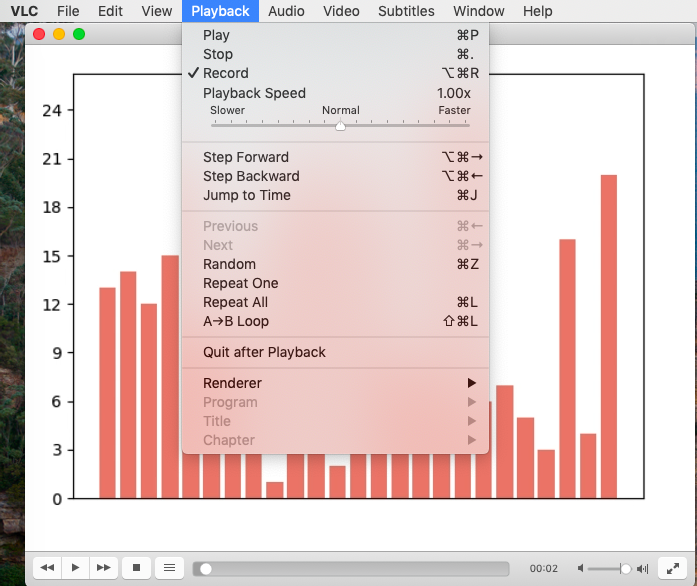 VLC File Edit View Playback Audio Video Subtitles Window Help
Play ⌘P
Stop ⌘.
✓ Record ⌥⌘R
Playback Speed 1.00x
Slower Normal Faster
Step Forward ⌥⌘→
Step Backward ⌥⌘←
Jump to Time ⌘J
Previous ⌘←
Next ⌘→
Random ⌘Z
Repeat One
Repeat All ⌘L
A→B Loop ⇧⌘L
Quit after Playback
Renderer ▶
Program ▶
Title ▶
Chapter ▶
24
21
18
15
12
9
6
3
0
00:02